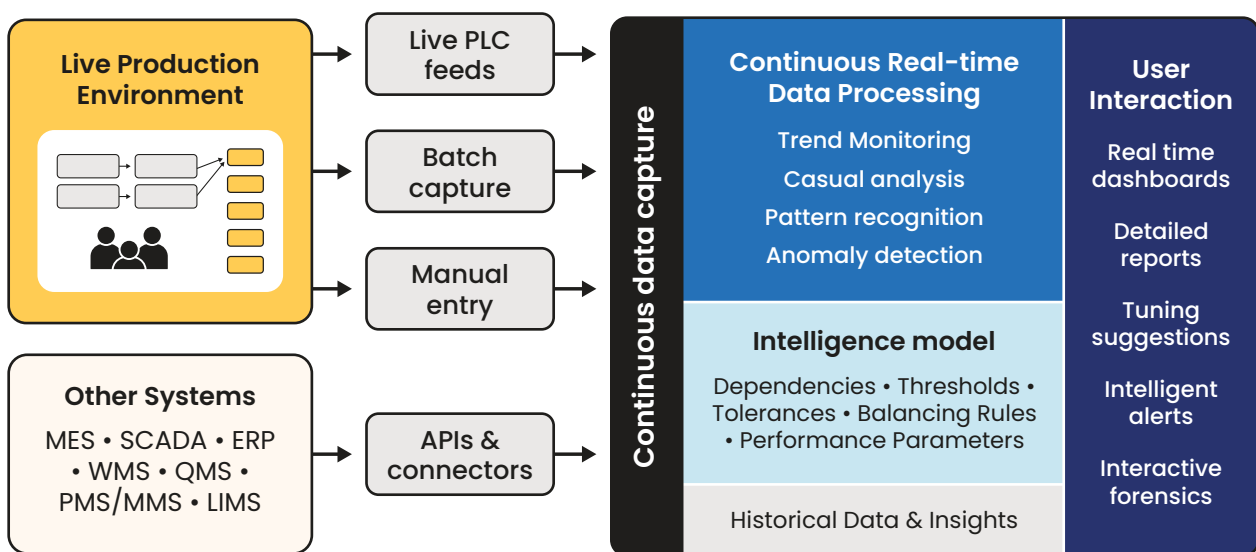 Live Production
Environment
Other Systems
MES • SCADA • ERP
• WMS • QMS •
PMS/MMS • LIMS
Live PLC
feeds
Batch
capture
Manual
entry
APIs &
connectors
Continuous data capture
Continuous Real-time
Data Processing
Trend Monitoring
Casual analysis
Pattern recognition
Anomaly detection
Intelligence model
Dependencies • Thresholds •
Tolerances • Balancing Rules
• Performance Parameters
Historical Data & Insights
User
Interaction
Real time
dashboards
Detailed
reports
Tuning
suggestions
Intelligent
alerts
Interactive
forensics